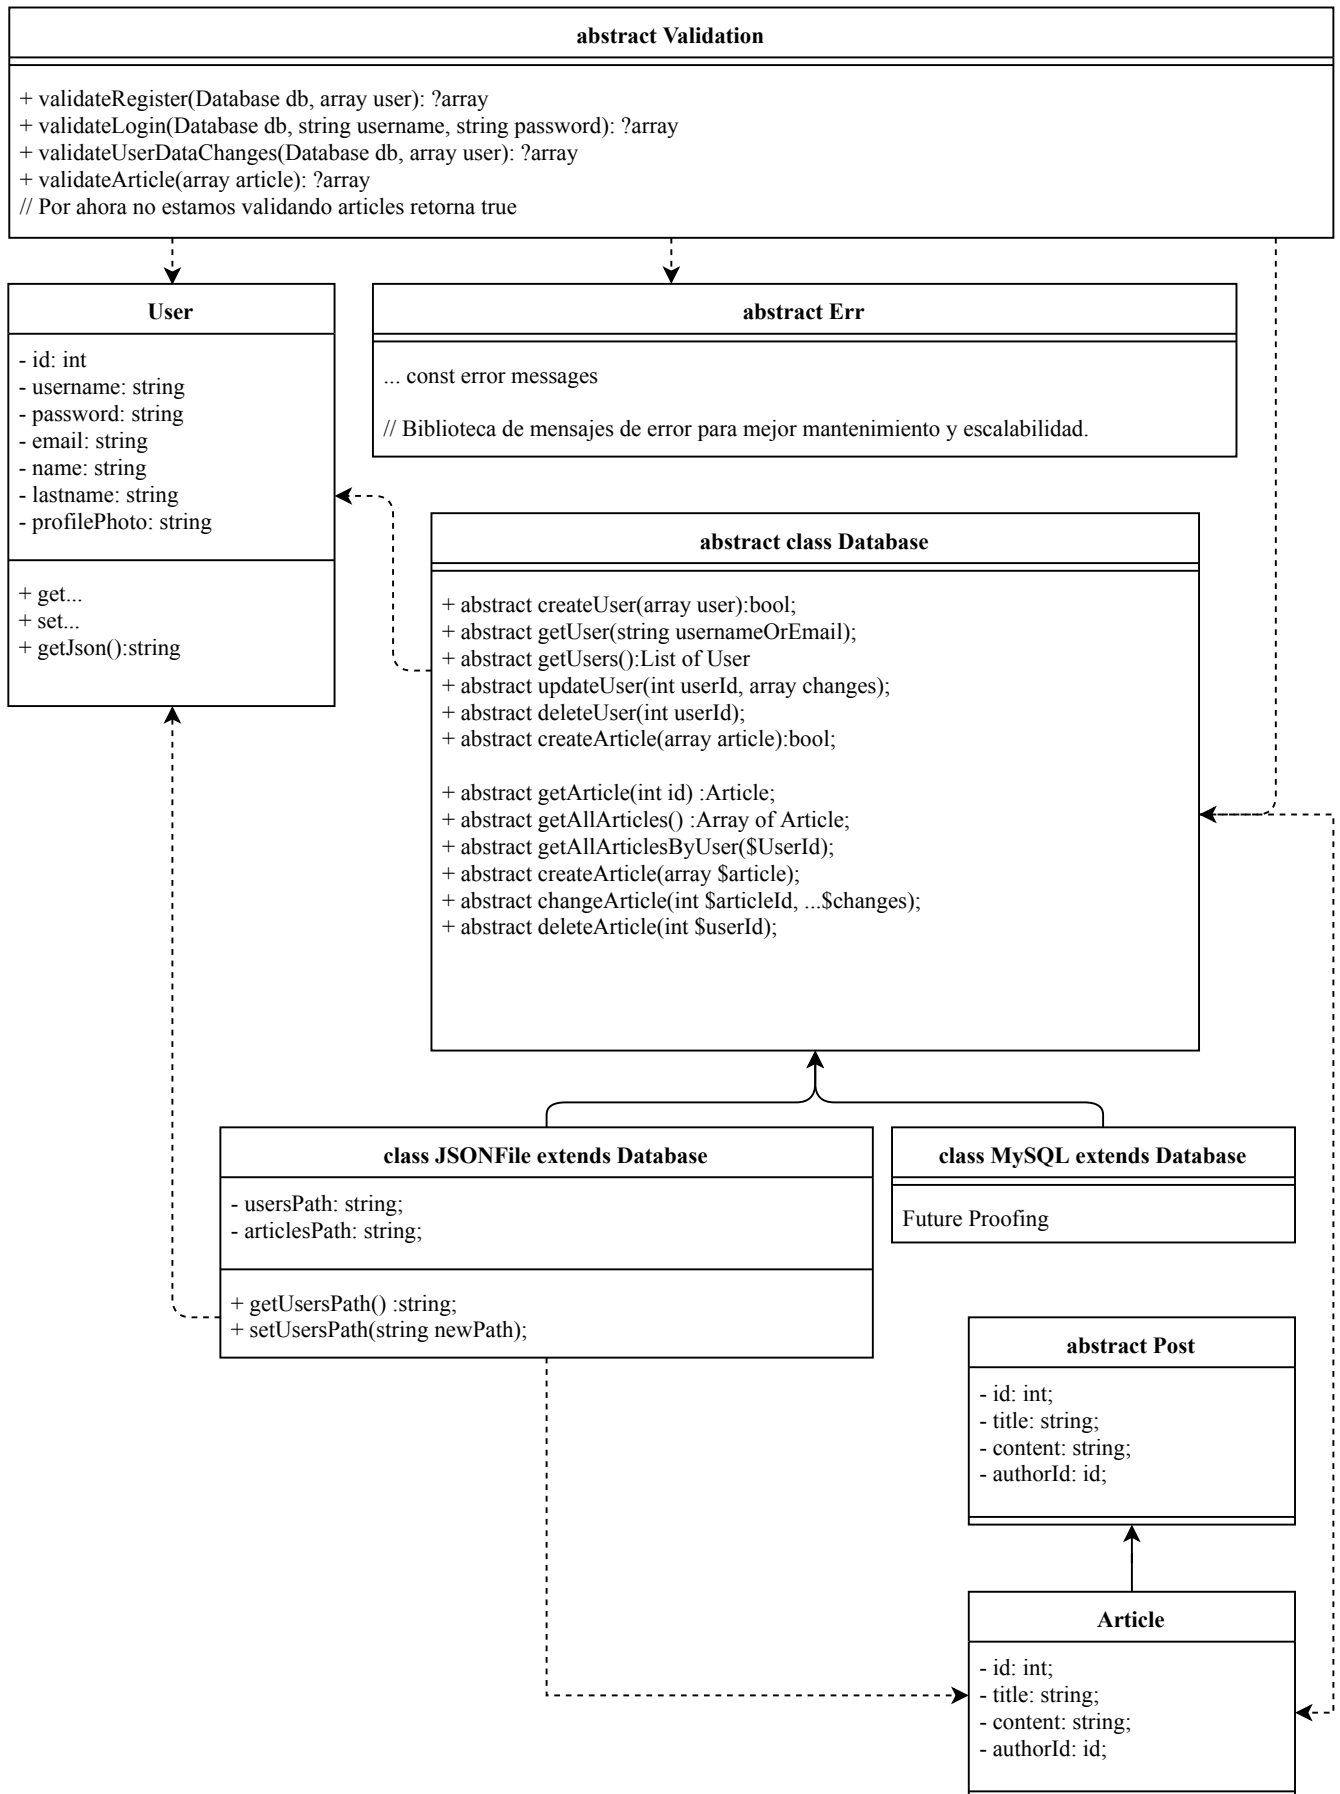 abstract Validation
+ validateRegister(Database db, array user): ?array
+ validateLogin(Database db, string username, string password): ?array
+ validateUserDataChanges(Database db, array user): ?array
+ validateArticle(array article): ?array
// Por ahora no estamos validando articles retorna true
User
- id: int
- username: string
- password: string
- email: string
- name: string
- lastname: string
- profilePhoto: string
+ get...
+ set...
+ getJson():string
abstract Err
... const error messages
// Biblioteca de mensajes de error para mejor mantenimiento y escalabilidad.
abstract class Database
+ abstract createUser(array user):bool;
+ abstract getUser(string usernameOrEmail);
+ abstract getUsers():List of User
+ abstract updateUser(int userId, array changes);
+ abstract deleteUser(int userId);
+ abstract createArticle(array article):bool;
+ abstract getArticle(int id) :Article;
+ abstract getAllArticles() :Array of Article;
+ abstract getAllArticlesByUser($UserId);
+ abstract createArticle(array $article);
+ abstract changeArticle(int $articleId, ...$changes);
+ abstract deleteArticle(int $userId);
class JSONFile extends Database
- usersPath: string;
- articlesPath: string;
+ getUsersPath() :string;
+ setUsersPath(string newPath);
class MySQL extends Database
Future Proofing
abstract Post
- id: int;
- title: string;
- content: string;
- authorId: id;
Article
- id: int;
- title: string;
- content: string;
- authorId: id;